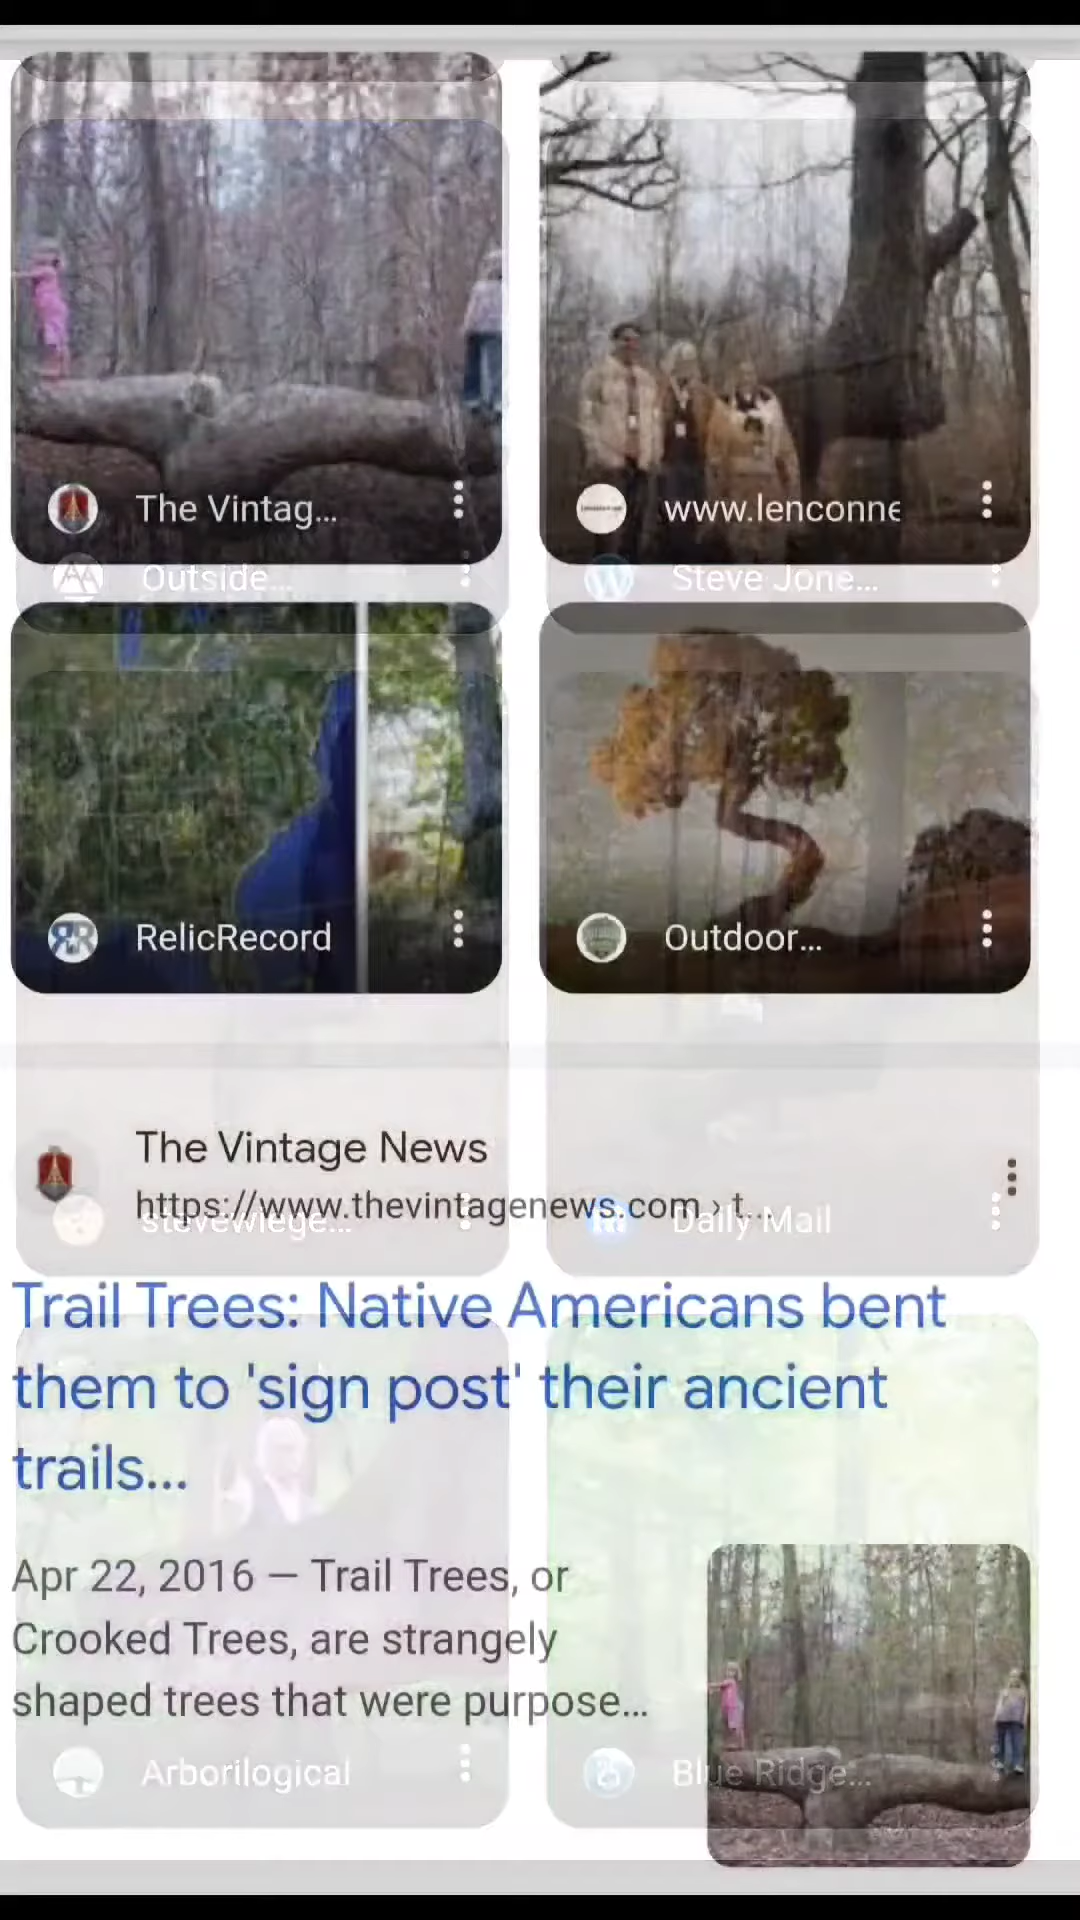 The Vintag...
www.lenconne
Outside...
Steve Jone...
RelicRecord
Outdoor...
The Vintage News
https://www.thevintagenews.com › t...
stevewiege...
Daily Mail
Trail Trees: Native Americans bent
them to 'sign post' their ancient
trails...
Apr 22, 2016 — Trail Trees, or
Crooked Trees, are strangely
shaped trees that were purpose...
Arborilogical
Blue Ridge...